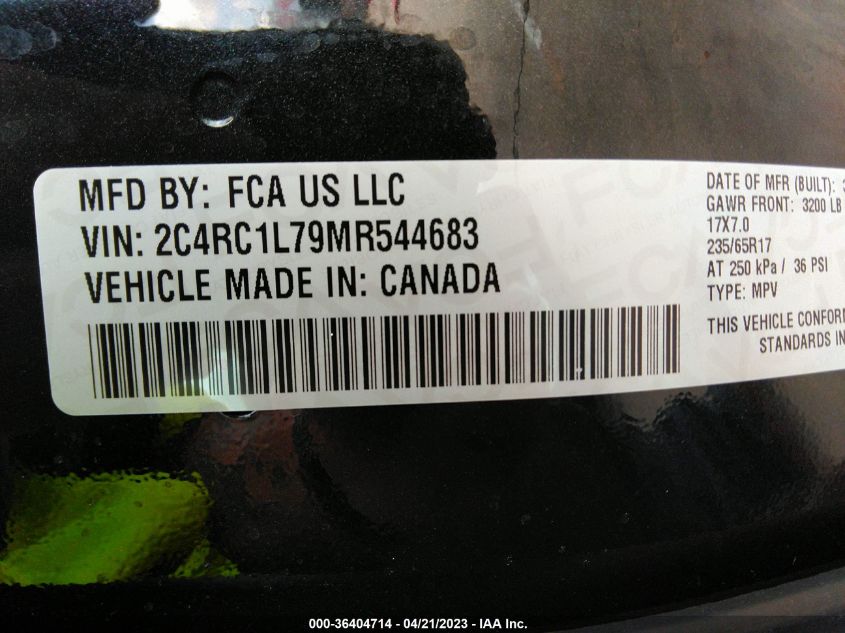 MFD BY: FCA US LLC
VIN: 2C4RC1L79MR544683
VEHICLE MADE IN: CANADA
DATE OF MFR (BUILT):
GAWR FRONT: 3200 LB
17X7.0
235/65R17
AT 250 kPa / 36 PSI
TYPE: MPV
THIS VEHICLE
STANDARDS IN
000-36404714 - 04/21/2023 - IAA Inc.